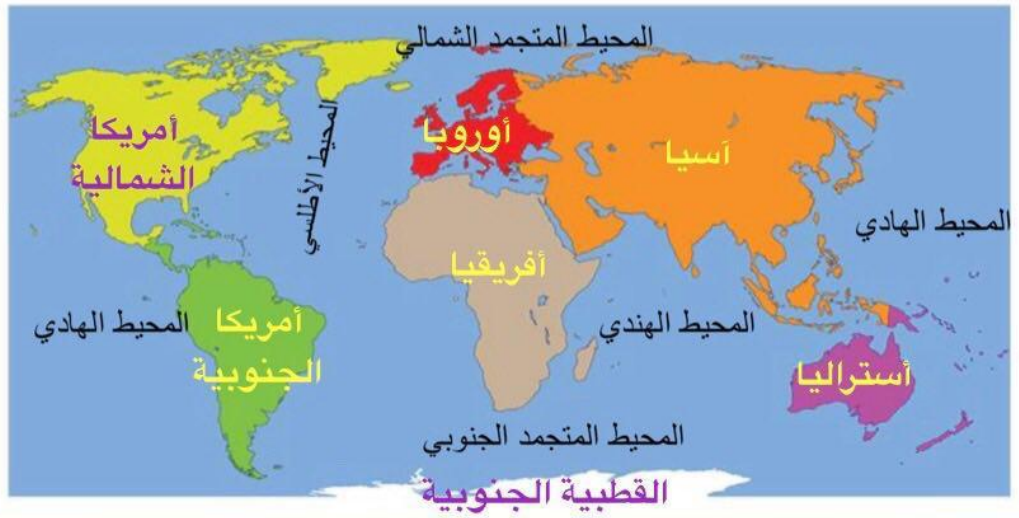 المحيط المتجمد الشمالي
أمريكا
الشمالية
المحيط الأطلسي
أوروبا
آسيا
المحيط الهادي
أفريقيا
المحيط الهندي
أمريكا
الجنوبية
المحيط الهادي
أستراليا
المحيط المتجمد الجنوبي
القطبية الجنوبية